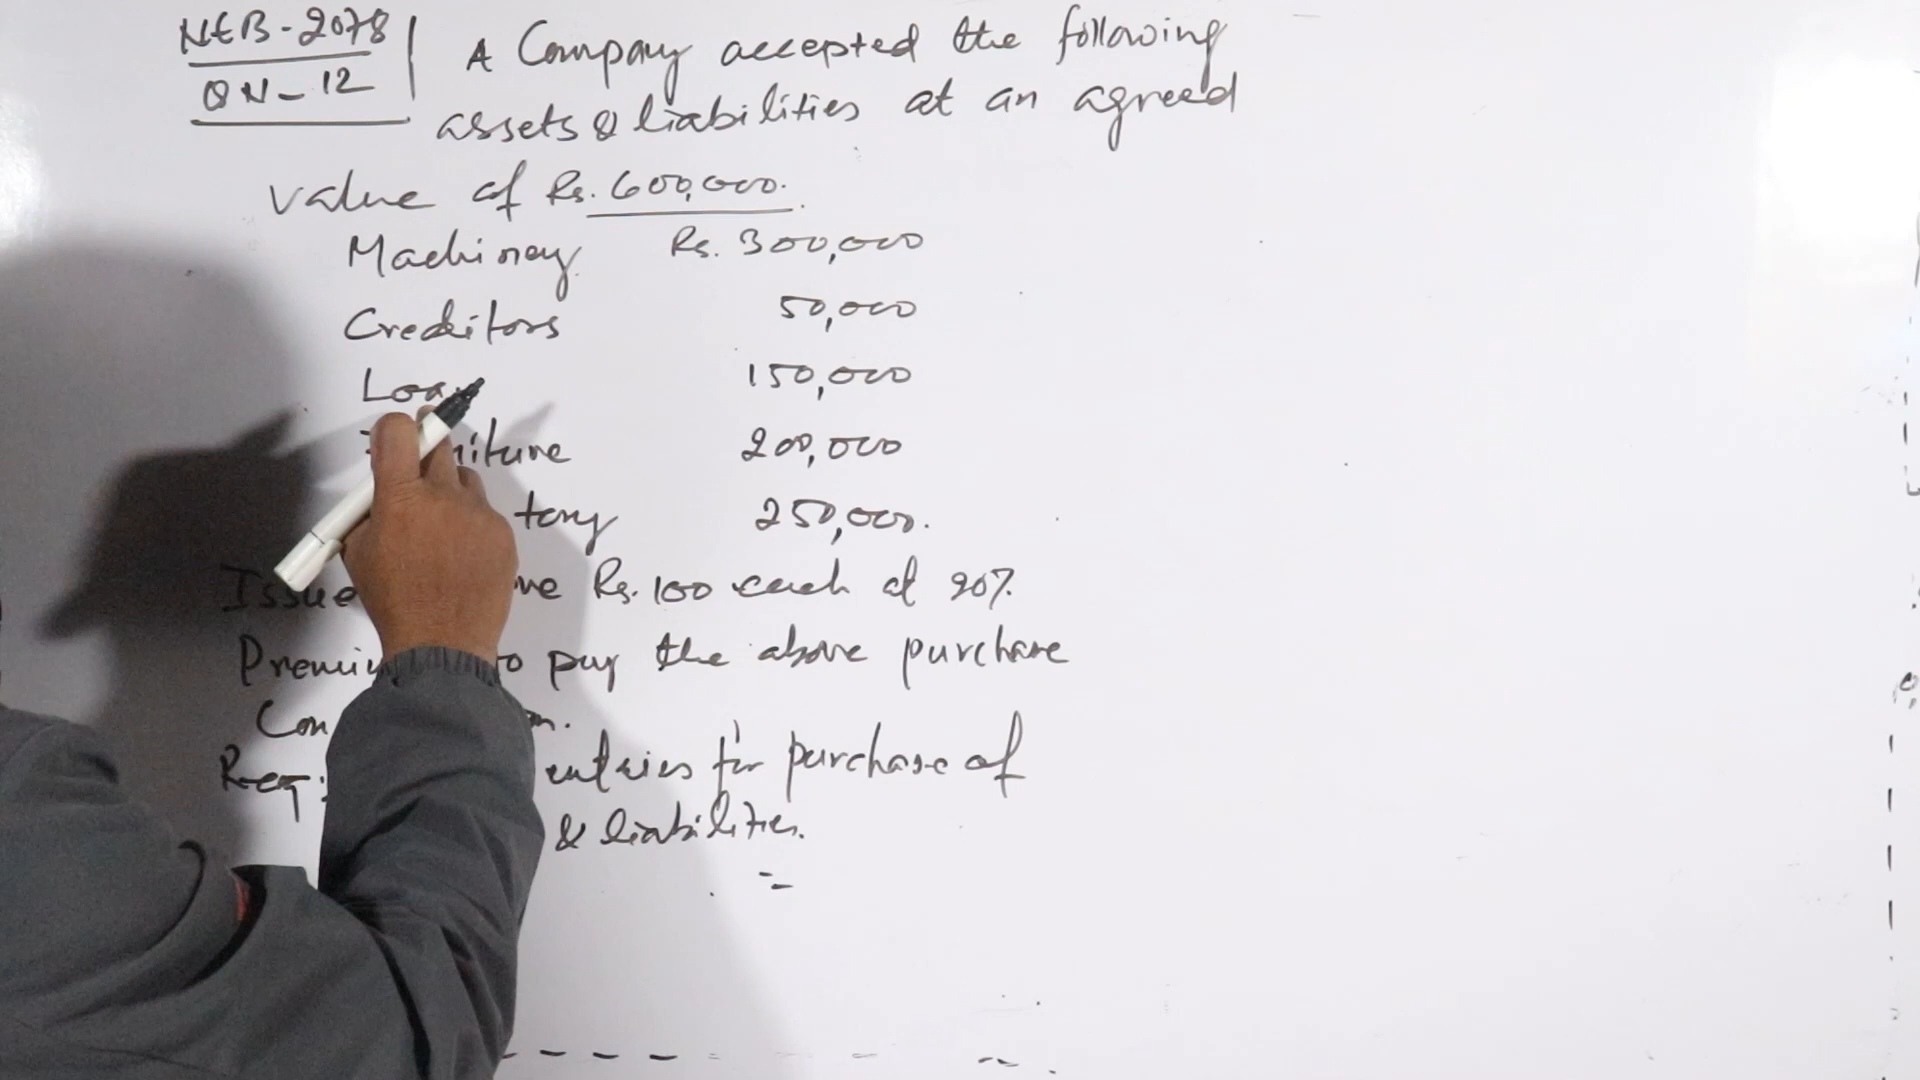 NEB-2078
QN-12
A Company accepted the following
assets & liabilities at an agreed
value of Rs. 600,000.
Machinery Rs. 300,000
Creditors 50,000
Loan 150,000
200,000
250,000.
Issue Rs. 100 each at 20%
to pay the above purchase
entries for purchase of
& liabilities.